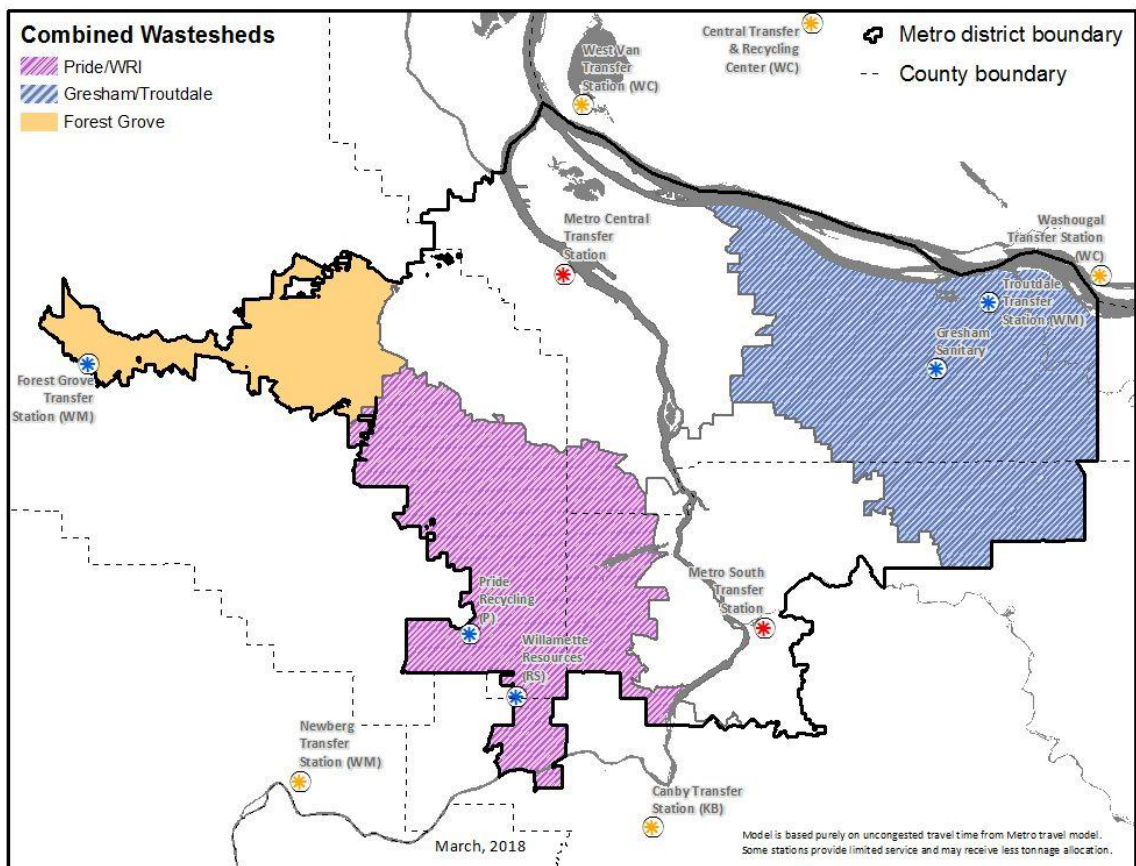 Combined Wastesheds
Pride/WRI
Gresham/Troutdale
Forest Grove
Metro district boundary
County boundary
West Van
Transfer
Station (WC)
Central Transfer
& Recycling
Center (WC)
Metro Central
Transfer
Station
Washougal
Transfer Station
(WC)
Troutdale
Transfer
Station (WM)
Gresham
Sanitary
Forest Grove
Transfer
Station (WM)
Metro South
Transfer
Station
Pride
Recycling
(P)
Willamette
Resources
(RS)
Newberg
Transfer
Station (WM)
Canby Transfer
Station (KB)
March, 2018
Model is based purely on uncongested travel time from Metro travel model.
Some stations provide limited service and may receive less tonnage allocation.